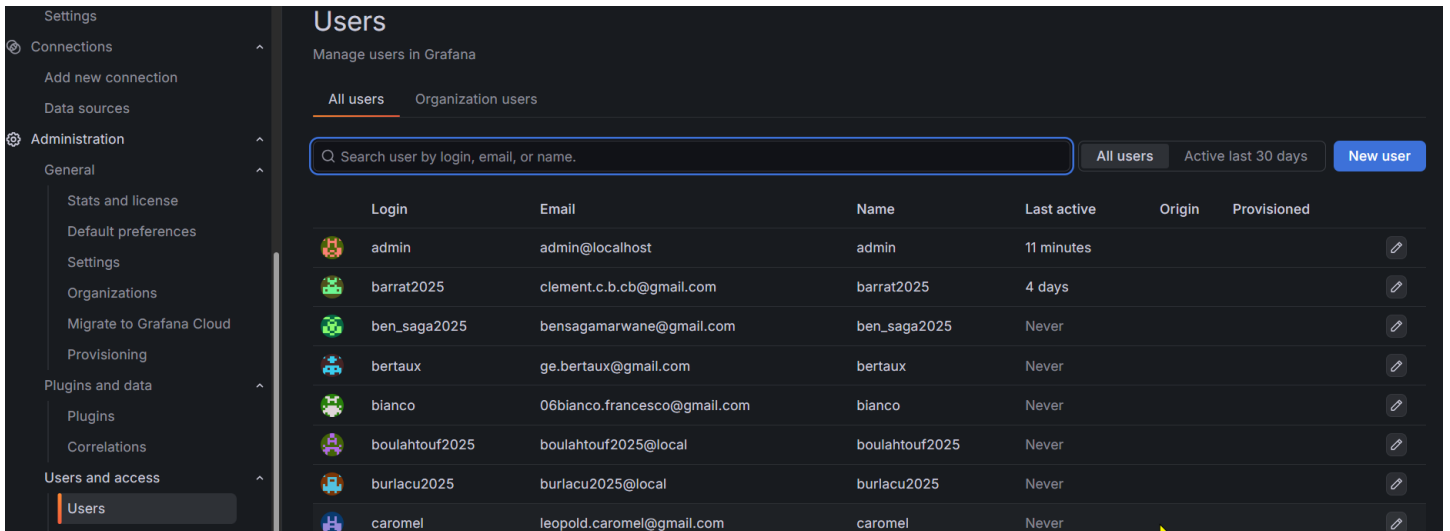 Settings
Connections
Add new connection
Data sources
Administration
General
Stats and license
Default preferences
Settings
Organizations
Migrate to Grafana Cloud
Provisioning
Plugins and data
Plugins
Correlations
Users and access
Users
Users
Manage users in Grafana
All users Organization users
Search user by login, email, or name. All users Active last 30 days New user
Login Email Name Last active Origin Provisioned
admin admin@localhost admin 11 minutes
barrat2025 clement.c.b.cb@gmail.com barrat2025 4 days
ben_saga2025 bensagamarwane@gmail.com ben_saga2025 Never
bertaux ge.bertaux@gmail.com bertaux Never
bianco 06bianco.francesco@gmail.com bianco Never
boulahtouf2025 boulahtouf2025@local boulahtouf2025 Never
burlacu2025 burlacu2025@local burlacu2025 Never
caromel leopold.caromel@gmail.com caromel Never